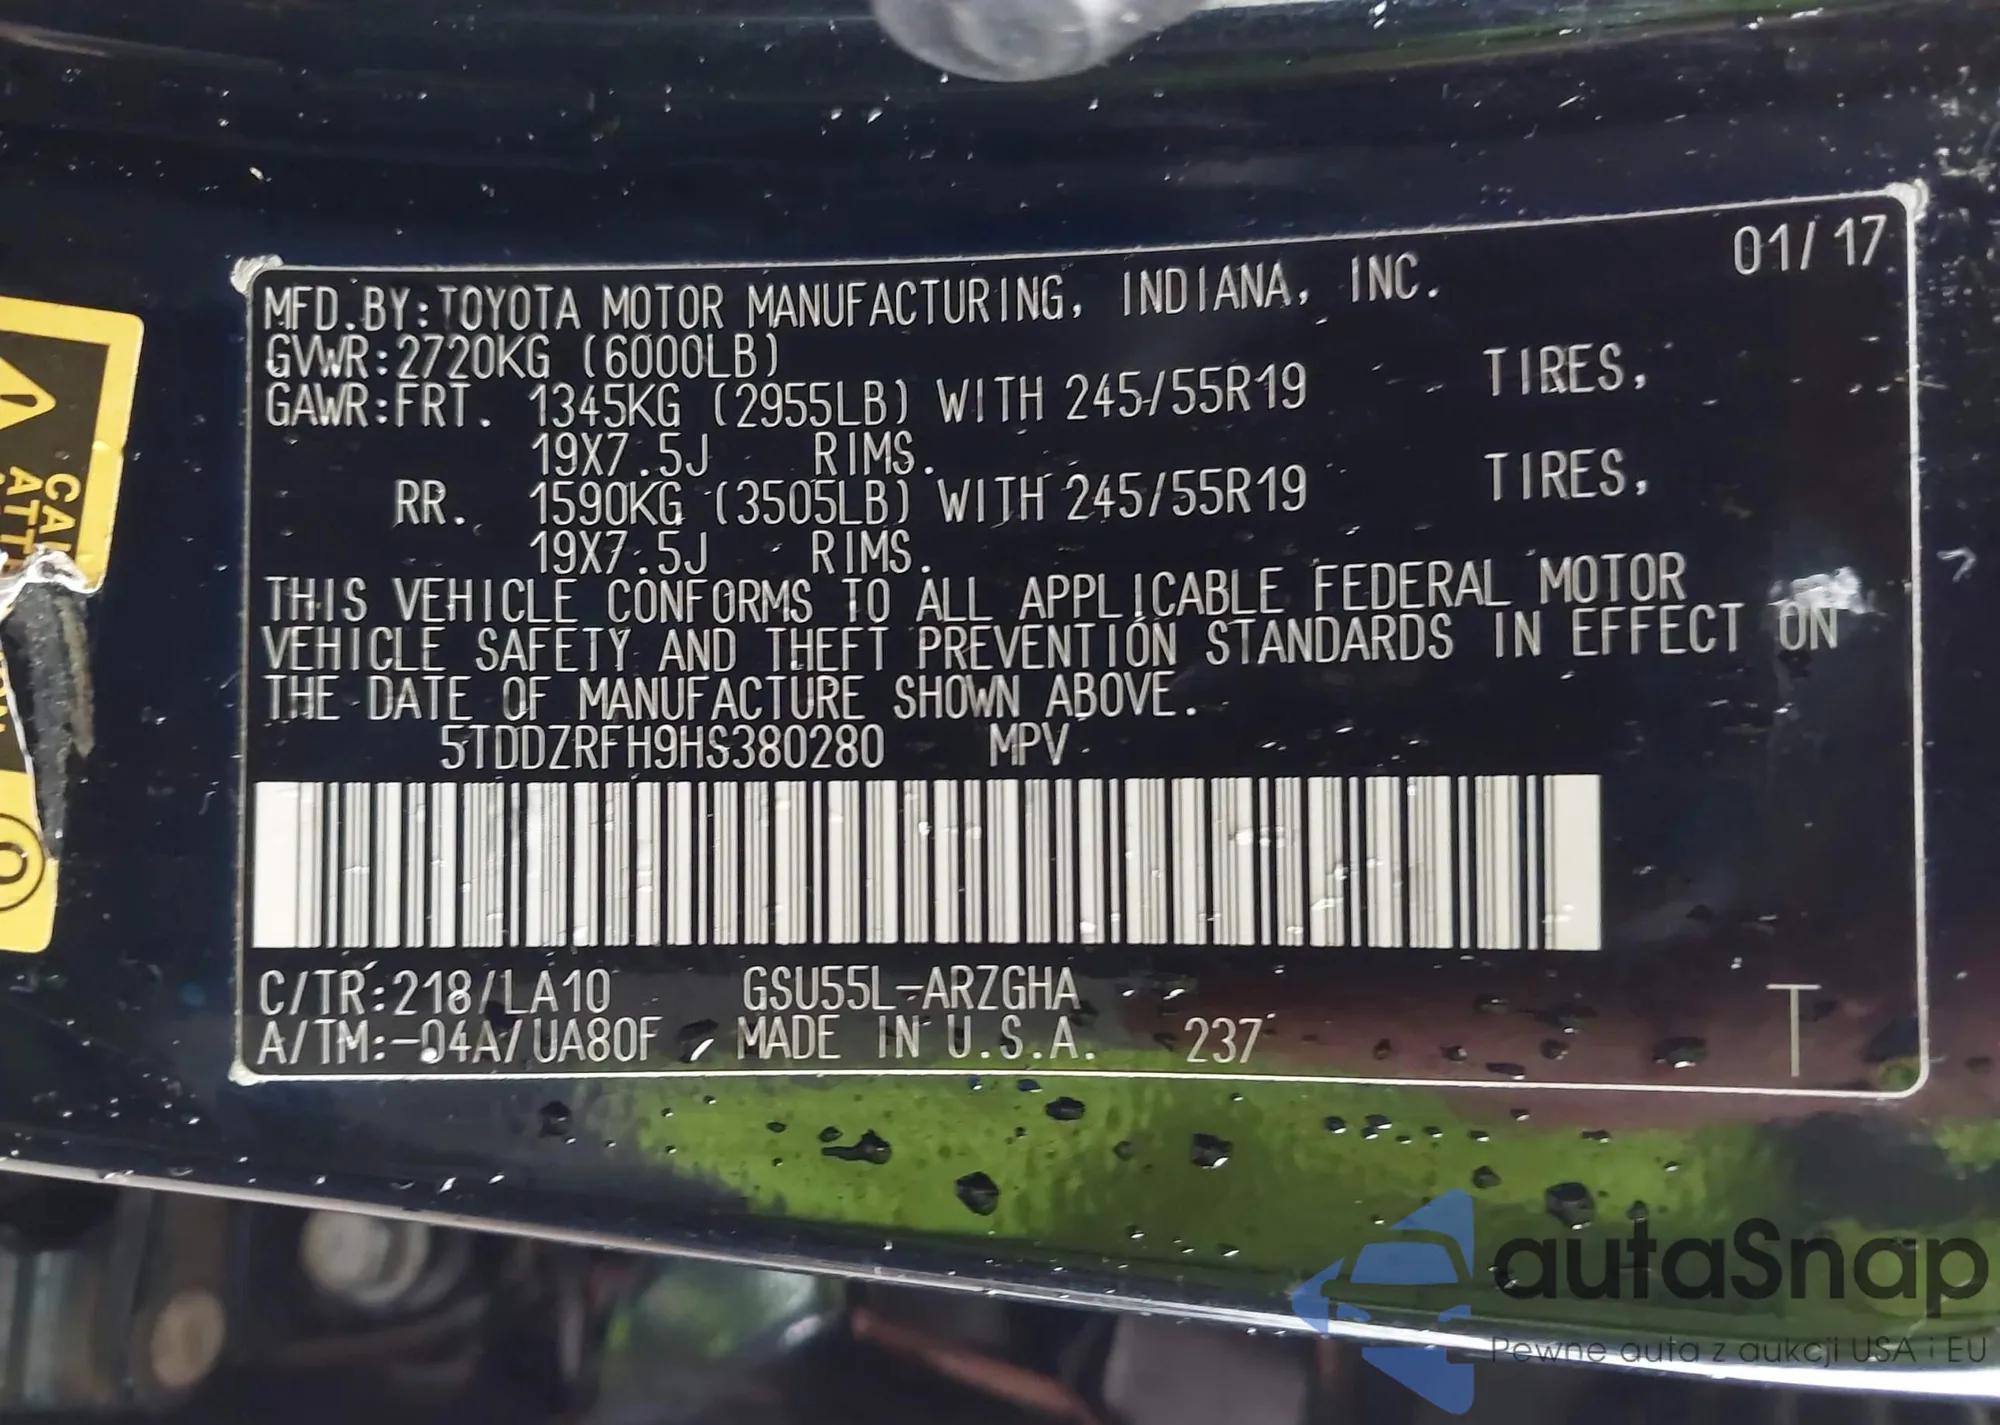 01/17
MFD.BY:TOYOTA MOTOR MANUFACTURING, INDIANA, INC.
GVWR:2720KG (6000LB)
GAWR:FRT. 1345KG (2955LB) WITH 245/55R19 TIRES,
19X7.5J RIMS.
RR. 1590KG (3505LB) WITH 245/55R19 TIRES,
19X7.5J RIMS.
THIS VEHICLE CONFORMS TO ALL APPLICABLE FEDERAL MOTOR
VEHICLE SAFETY AND THEFT PREVENTION STANDARDS IN EFFECT ON
THE DATE OF MANUFACTURE SHOWN ABOVE.
5TDDZRFH9HS380280 MPV
C/TR:218/LA10 GSU55L-ARZGHA
A/TM:-04A/UA80F MADE IN U.S.A. 237 T
autaSnap
Pewne auta z aukcji USA i EU